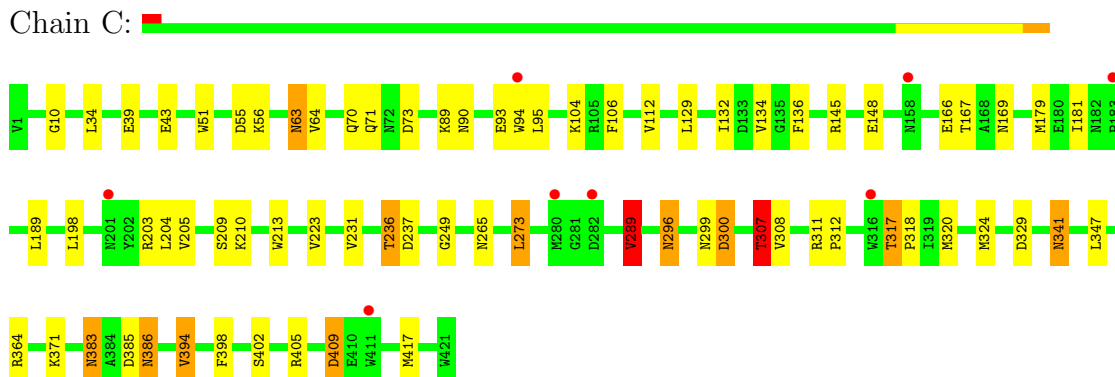 Chain C:
V1 G10 L34 E39 E43 W51 D55 K56 N63 V64 Q70 Q71 N72 D73 K89 N90 E93 W94 L95 K104 R105 F106 V112 L129 I132 D133 V134 G135 F136 R145 E148 N158 E166 T167 A168 N169 M179 E180 I181 N182
L189 L198 N201 Y202 R203 L204 V205 S209 K210 W213 V223 V231 T236 D237 G249 N265 L273 M280 G281 D282 V289 N296 N299 D300 T307 V308 R311 P312 W316 T317 P318 I319 M320 M324 D329 N341 L347
R364 K371 N383 A384 D385 N386 V394 F398 S402 R405 D409 E410 W411 M417 W421